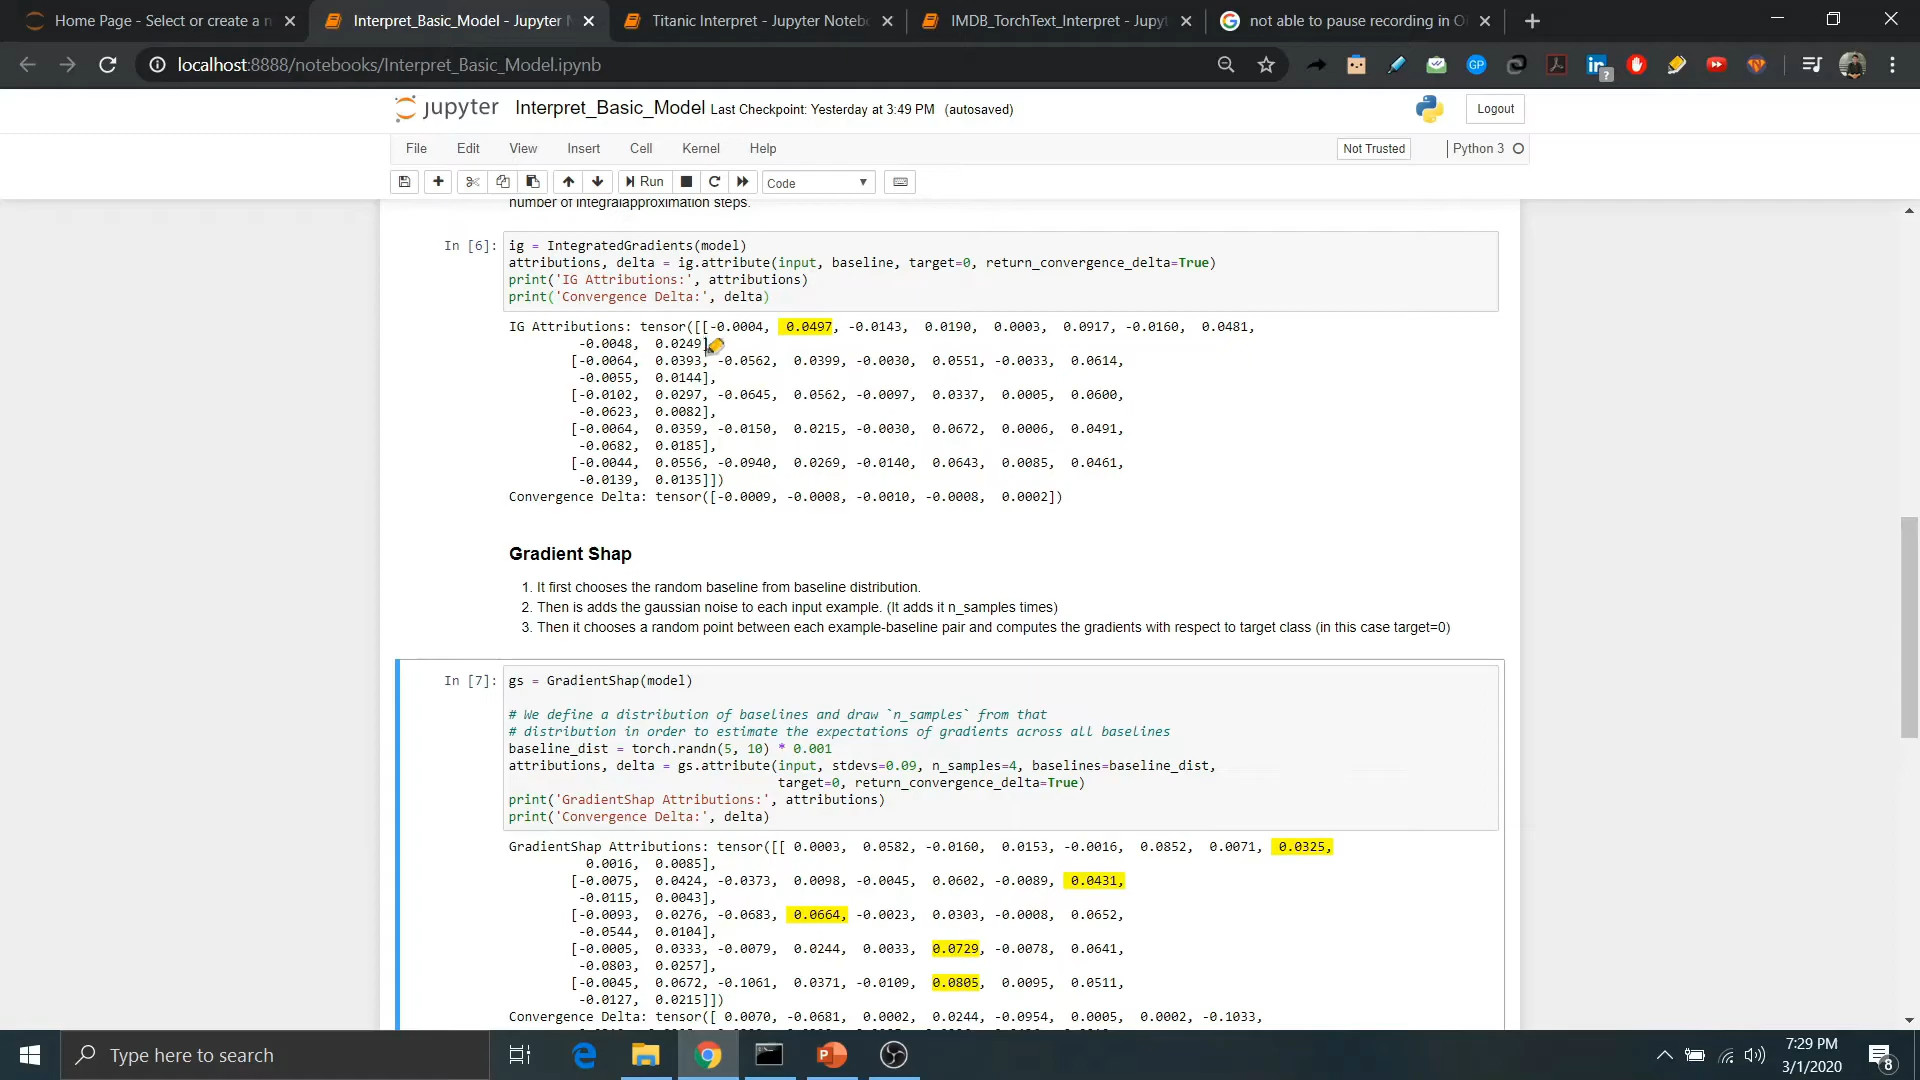 Home Page - Select or create a n
Interpret_Basic_Model - Jupyter N
Titanic Interpret - Jupyter Notebo
IMDB_TorchText_Interpret - Jupyt
not able to pause recording in O
localhost:8888/notebooks/Interpret_Basic_Model.ipynb
jupyter Interpret_Basic_Model Last Checkpoint: Yesterday at 3:49 PM (autosaved)
Logout
File Edit View Insert Cell Kernel Help
Not Trusted
Python 3
Run
Code
number of integralapproximation steps.
In [6]: ig = IntegratedGradients(model)
attributions, delta = ig.attribute(input, baseline, target=0, return_convergence_delta=True)
print('IG Attributions:', attributions)
print('Convergence Delta:', delta)
IG Attributions: tensor([[-0.0004, 0.0497, -0.0143, 0.0190, 0.0003, 0.0917, -0.0160, 0.0481,
-0.0048, 0.0249]
[-0.0064, 0.0393, -0.0562, 0.0399, -0.0030, 0.0551, -0.0033, 0.0614,
-0.0055, 0.0144],
[-0.0102, 0.0297, -0.0645, 0.0562, -0.0097, 0.0337, 0.0005, 0.0600,
-0.0623, 0.0082],
[-0.0064, 0.0359, -0.0150, 0.0215, -0.0030, 0.0672, 0.0006, 0.0491,
-0.0682, 0.0185],
[-0.0044, 0.0556, -0.0940, 0.0269, -0.0140, 0.0643, 0.0085, 0.0461,
-0.0139, 0.0135]])
Convergence Delta: tensor([-0.0009, -0.0008, -0.0010, -0.0008, 0.0002])
Gradient Shap
1. It first chooses the random baseline from baseline distribution.
2. Then is adds the gaussian noise to each input example. (It adds it n_samples times)
3. Then it chooses a random point between each example-baseline pair and computes the gradients with respect to target class (in this case target=0)
In [7]: gs = GradientShap(model)
# We define a distribution of baselines and draw `n_samples` from that
# distribution in order to estimate the expectations of gradients across all baselines
baseline_dist = torch.randn(5, 10) * 0.001
attributions, delta = gs.attribute(input, stdevs=0.09, n_samples=4, baselines=baseline_dist,
target=0, return_convergence_delta=True)
print('GradientShap Attributions:', attributions)
print('Convergence Delta:', delta)
GradientShap Attributions: tensor([[ 0.0003, 0.0582, -0.0160, 0.0153, -0.0016, 0.0852, 0.0071, 0.0325,
0.0016, 0.0085],
[-0.0075, 0.0424, -0.0373, 0.0098, -0.0045, 0.0602, -0.0089, 0.0431,
-0.0115, 0.0043],
[-0.0093, 0.0276, -0.0683, 0.0664, -0.0023, 0.0303, -0.0008, 0.0652,
-0.0544, 0.0104],
[-0.0005, 0.0333, -0.0079, 0.0244, 0.0033, 0.0729, -0.0078, 0.0641,
-0.0803, 0.0257],
[-0.0045, 0.0672, -0.1061, 0.0371, -0.0109, 0.0805, 0.0095, 0.0511,
-0.0127, 0.0215]])
Convergence Delta: tensor([ 0.0070, -0.0681, 0.0002, 0.0244, -0.0954, 0.0005, 0.0002, -0.1033,
Type here to search
7:29 PM
3/1/2020
8